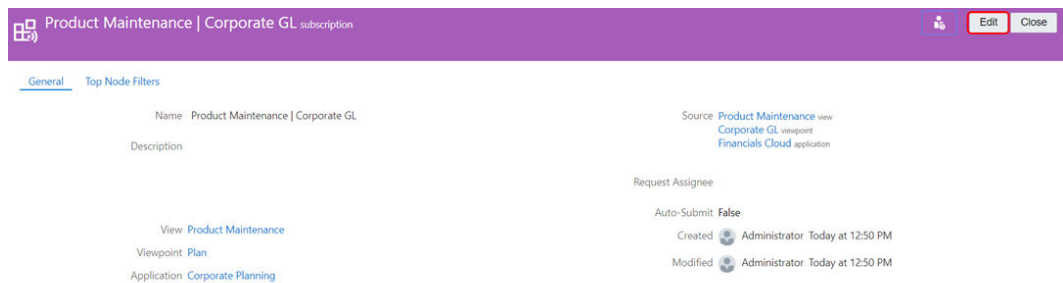 Product Maintenance | Corporate GL subscription
Edit Close
General Top Node Filters
Name Product Maintenance | Corporate GL
Description
View Product Maintenance
Viewpoint Plan
Application Corporate Planning
Source Product Maintenance view
Corporate GL viewpoint
Financials Cloud application
Request Assignee
Auto-Submit False
Created Administrator Today at 12:50 PM
Modified Administrator Today at 12:50 PM